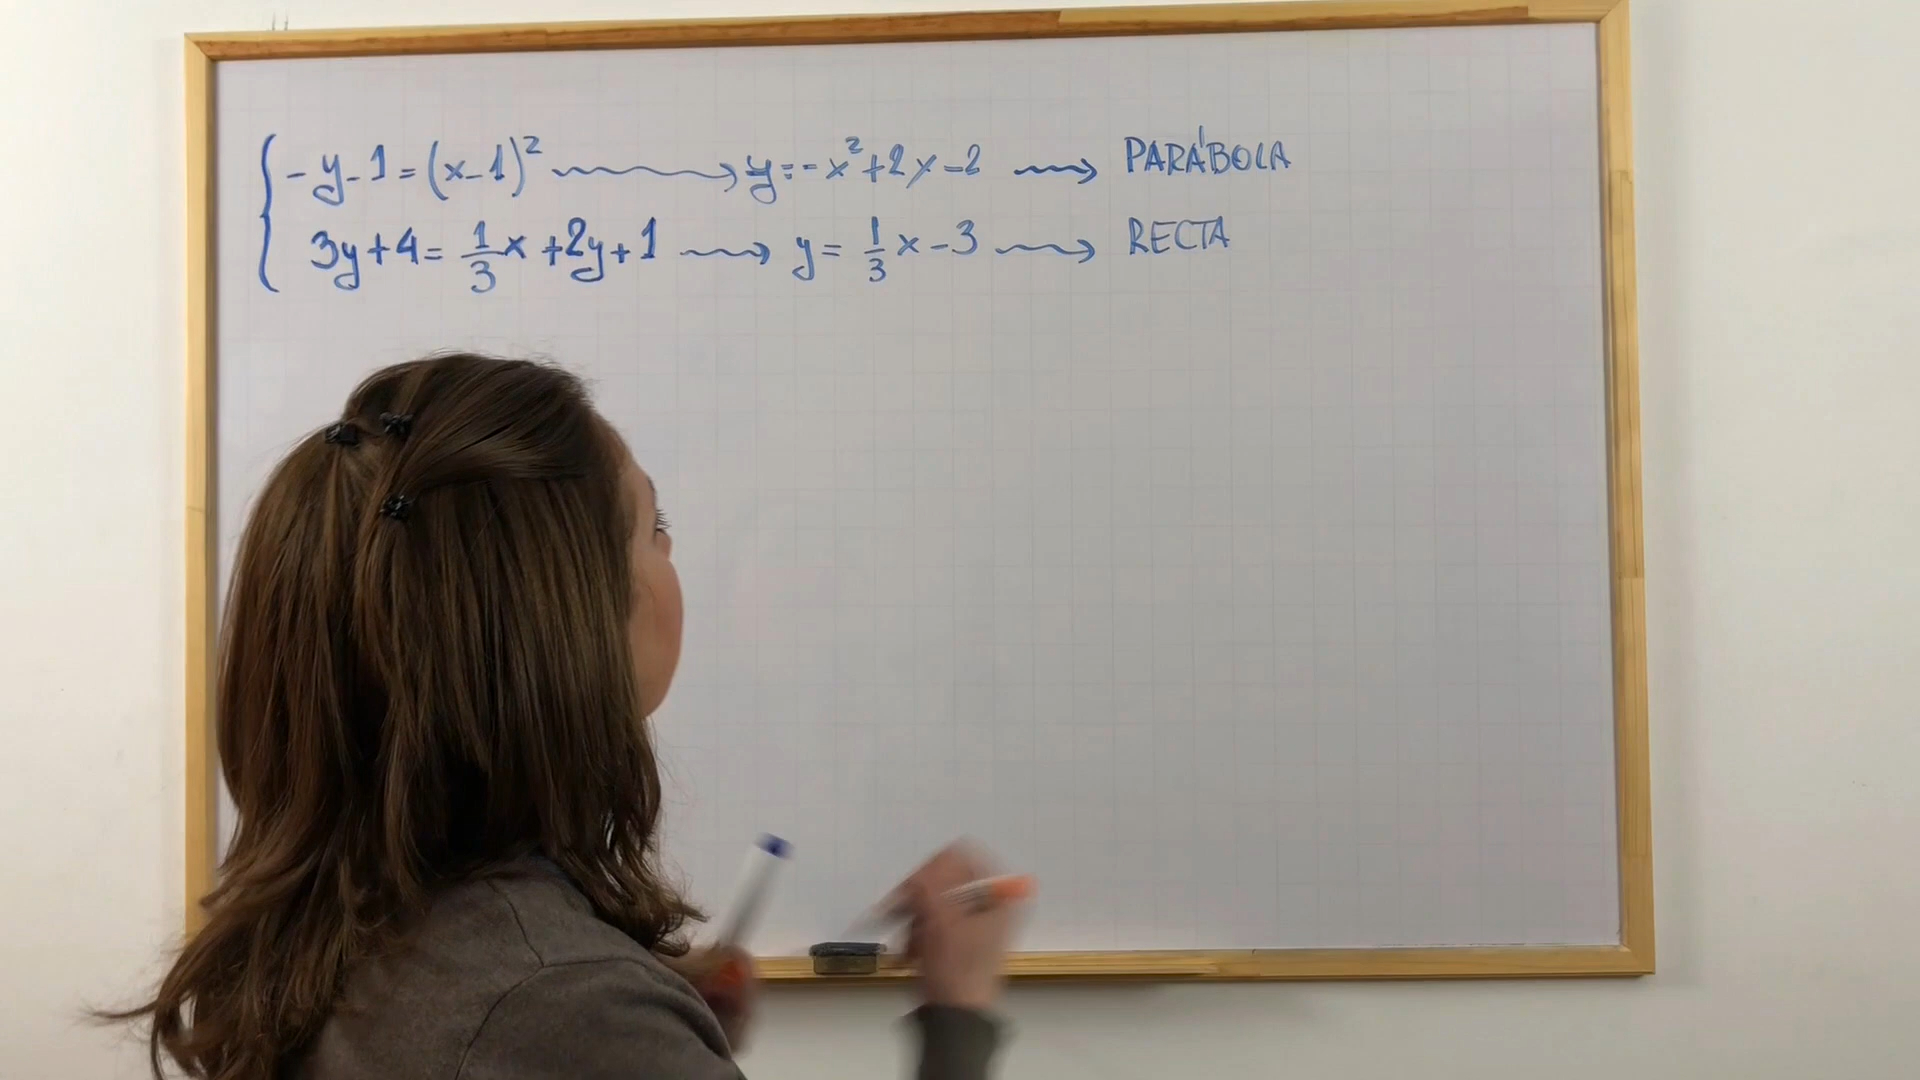 -y-1=(x-1)² → y=-x²+2x-2 → PARÁBOLA
3y+4=1/3x+2y+1 → y=1/3x-3 → RECTA